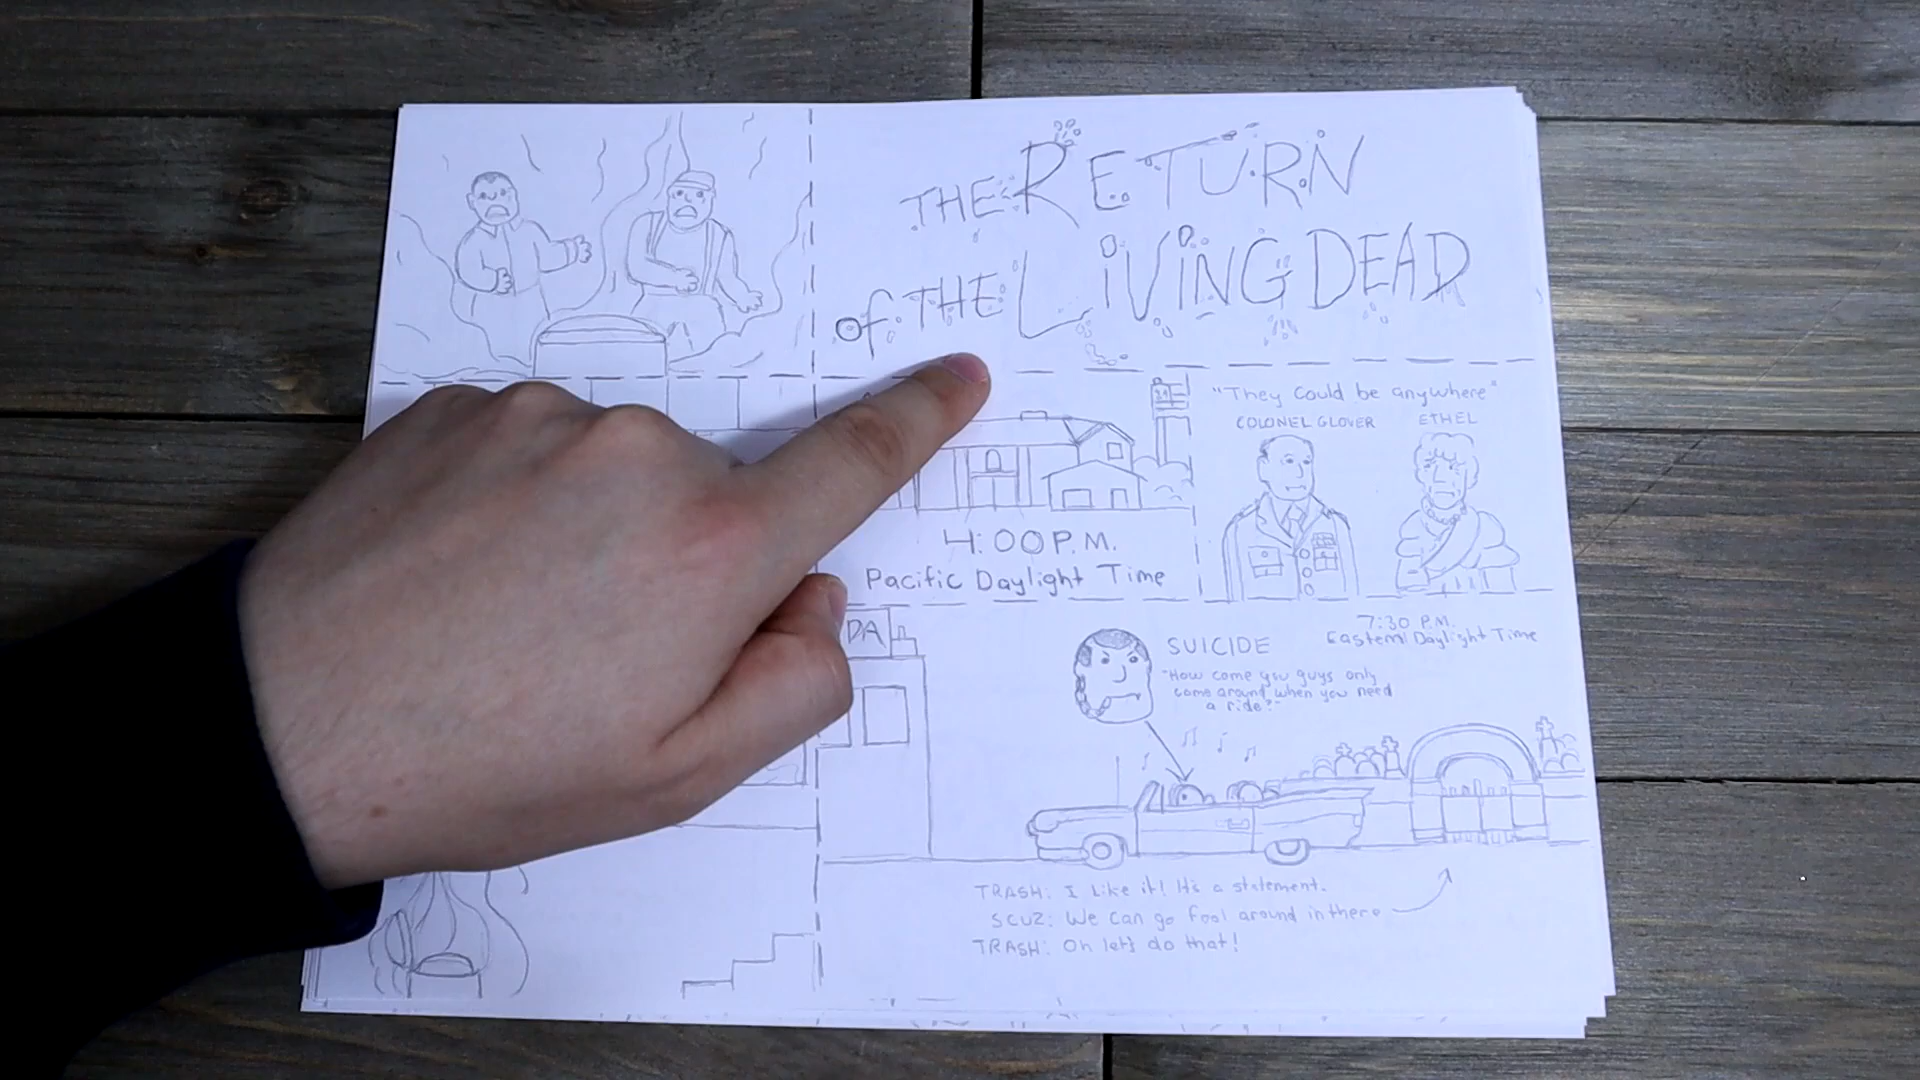 THE RETURN
of THE LiViNG DEAD
"They could be anywhere"
COLONEL GLOVER
ETHEL
4:00 P.M.
Pacific Daylight Time
DA
7:30 P.M.
Eastern Daylight Time
SUICIDE
"How come you guys only
come around when you need
a ride?"
TRASH: I like it! It's a statement.
SCUZ: We can go fool around in there
TRASH: Oh let's do that!